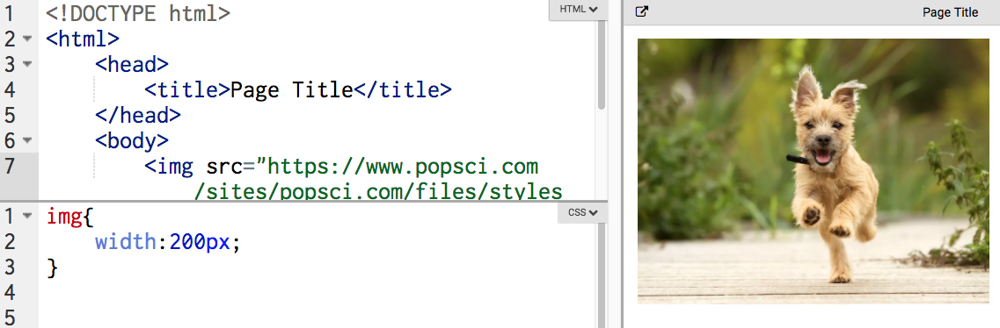 1 <!DOCTYPE html>
HTML
2 <html>
3 <head>
4 <title>Page Title</title>
5 </head>
6 <body>
7 <img src="https://www.popsci.com
/sites/popsci.com/files/styles
1 img{
CSS
2 width:200px;
3 }
4
5
Page Title